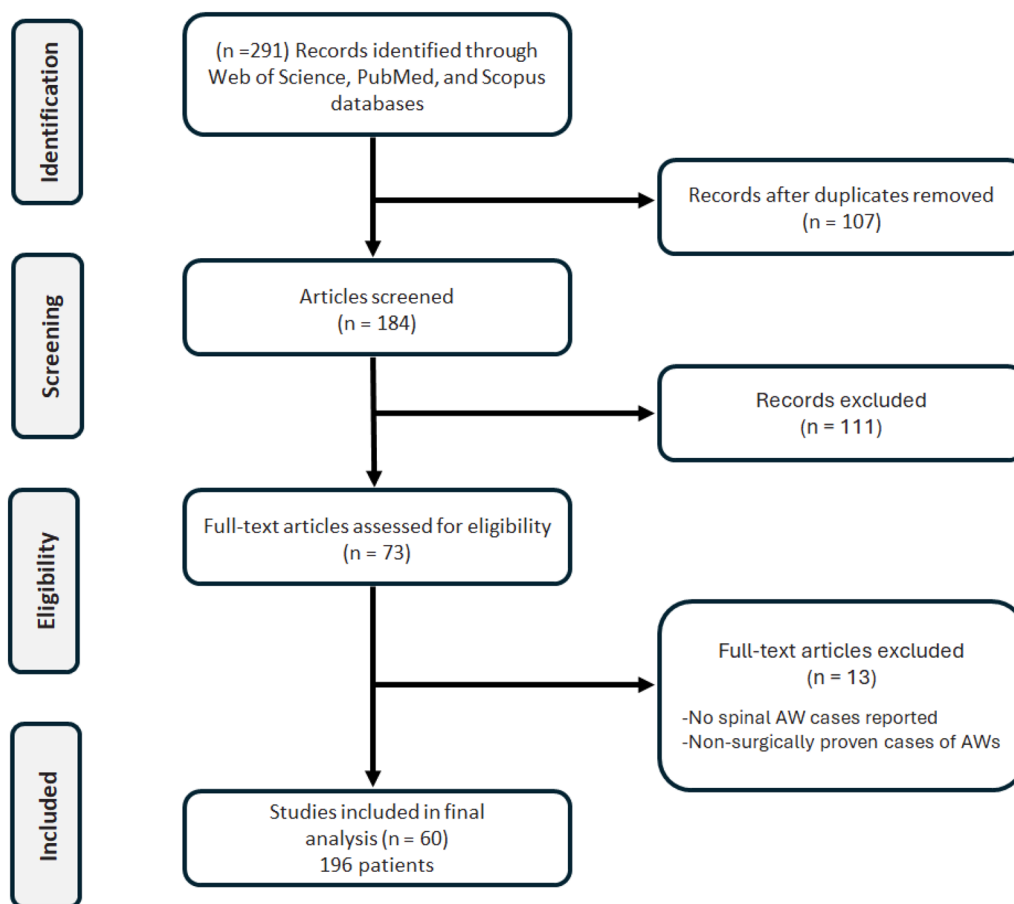 Identification
(n =291) Records identified through
Web of Science, PubMed, and Scopus
databases
Records after duplicates removed
(n = 107)
Screening
Articles screened
(n = 184)
Records excluded
(n = 111)
Eligibility
Full-text articles assessed for eligibility
(n = 73)
Full-text articles excluded
(n = 13)
-No spinal AW cases reported
-Non-surgically proven cases of AWs
Included
Studies included in final
analysis (n = 60)
196 patients